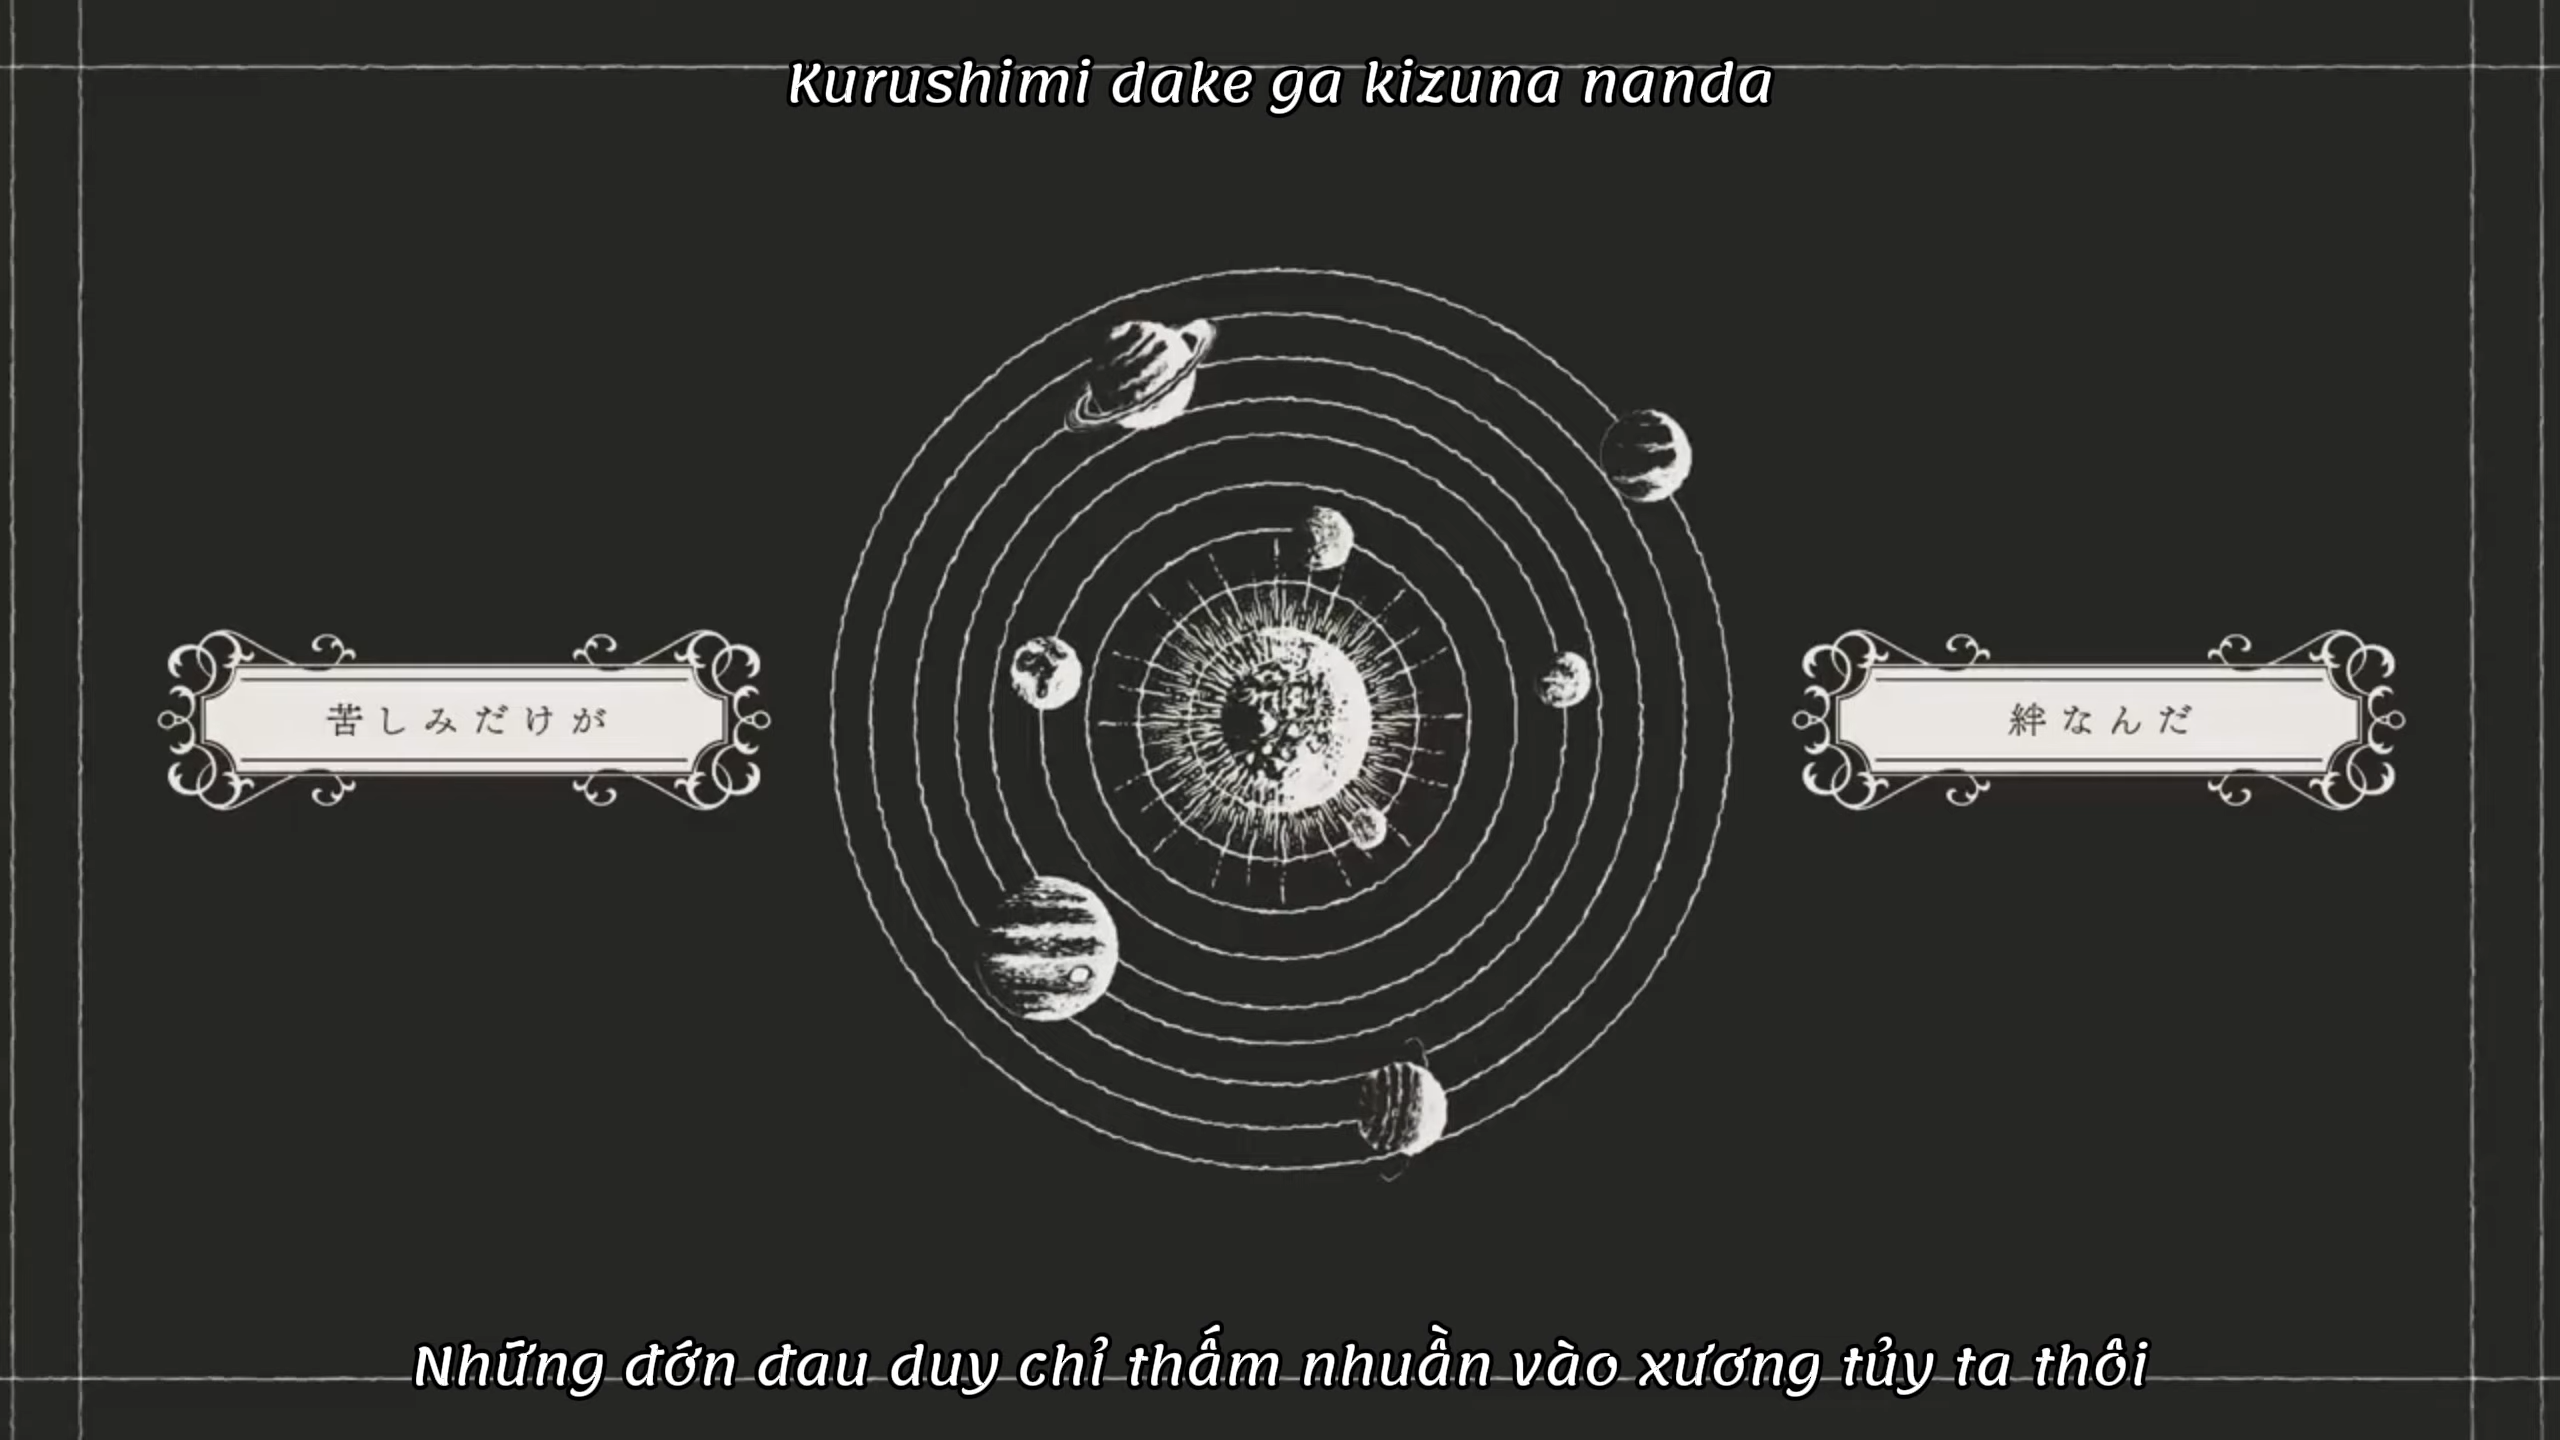 Kurushimi dake ga kizuna nanda
苦しみだけが
絆なんだ
Những đớn đau duy chỉ thấm nhuần vào xương tủy ta thôi